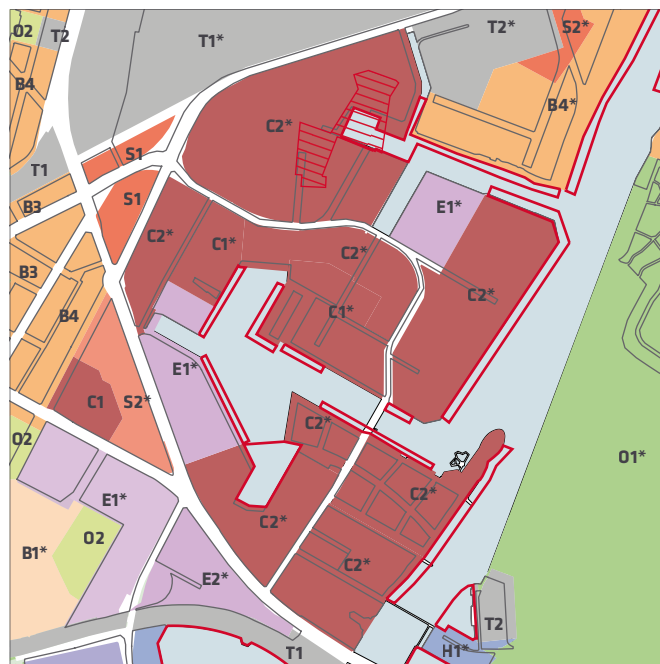 O2
T2
T1*
T2*
S2*
B4
B4*
C2*
S1
T1
S1
B3
E1*
C2*
C1*
C2*
B3
C2*
B4
C1*
E1*
C1
S2*
C2*
O2
O1*
E1*
C2*
C2*
O2
B1*
C2*
E2*
T2
T1
H1*